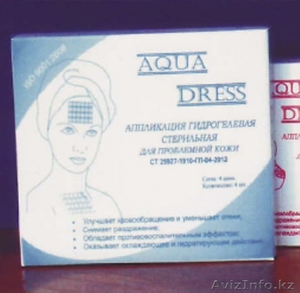 ISO 9001:2008
AQUA
DRESS
АППЛИКАЦИЯ ГИДРОГЕЛЕВАЯ
СТЕРИЛЬНАЯ
ДЛЯ ПРОБЛЕМНОЙ КОЖИ
СТ 25927-1910-ГП-04-2012
Улучшает кровообращение и уменьшает отеки;
Снимает раздражение;
Обладает противовоспалительным эффектом;
Оказывает охлаждающее и гидратирующее действие.
AvizInfo.kz